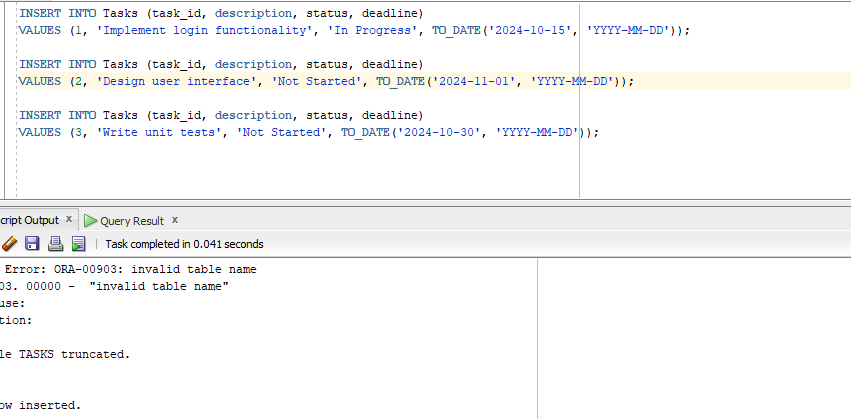 INSERT INTO Tasks (task_id, description, status, deadline)
VALUES (1, 'Implement login functionality', 'In Progress', TO_DATE('2024-10-15', 'YYYY-MM-DD'));
INSERT INTO Tasks (task_id, description, status, deadline)
VALUES (2, 'Design user interface', 'Not Started', TO_DATE('2024-11-01', 'YYYY-MM-DD'));
INSERT INTO Tasks (task_id, description, status, deadline)
VALUES (3, 'Write unit tests', 'Not Started', TO_DATE('2024-10-30', 'YYYY-MM-DD'));
cript Output x Query Result x
Task completed in 0.041 seconds
Error: ORA-00903: invalid table name
03. 00000 - "invalid table name"
use:
tion:
le TASKS truncated.
ow inserted.